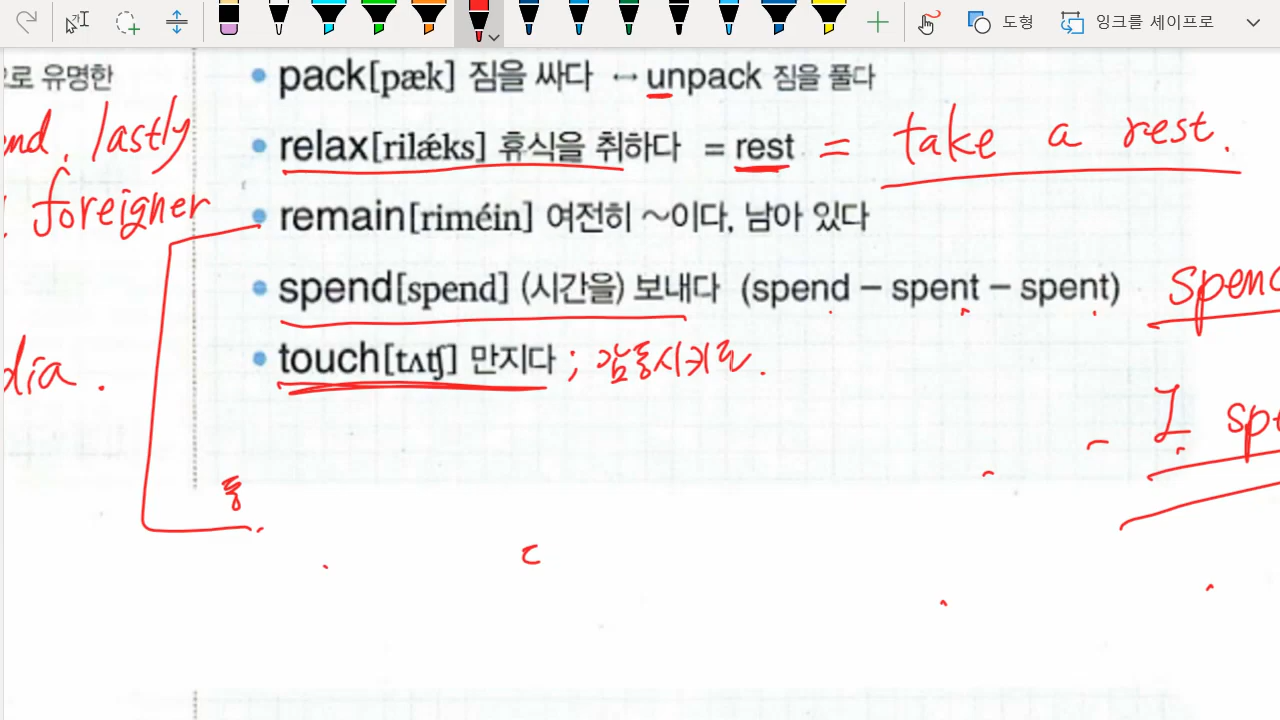 도형 잉크를 셰이프로
로 유명한
• pack[pæk] 짐을 싸다 ↔ unpack 짐을 풀다
end, lastly
• relax[rilǽks] 휴식을 취하다 = rest = take a rest.
foreigner
• remain[riméin] 여전히 ~이다, 남아 있다
• spend[spend] (시간을) 보내다 (spend – spent – spent) spend
dia.
• touch[tʌtʃ] 만지다 ; 감동시키다.
I spe
동